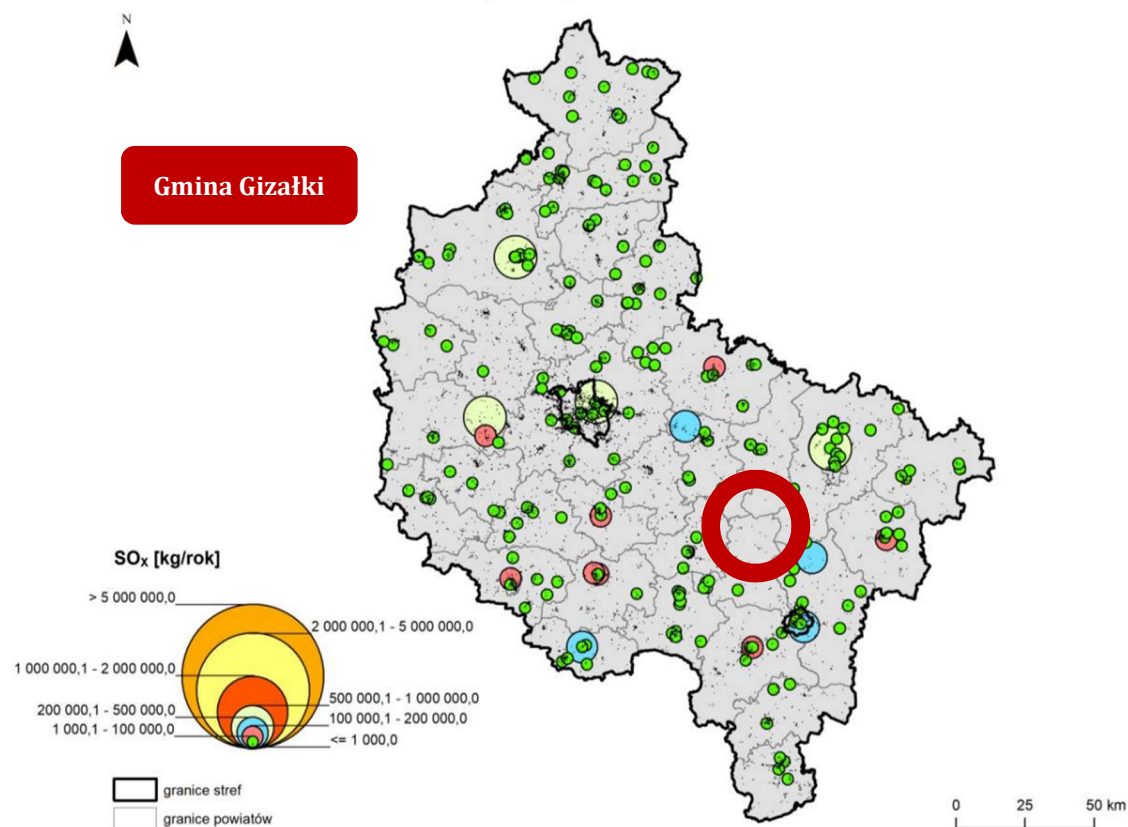 N
Gmina Gizałki
SOₓ [kg/rok]
> 5 000 000,0
2 000 000,1 - 5 000 000,0
1 000 000,1 - 2 000 000,0
500 000,1 - 1 000 000,0
200 000,1 - 500 000,0
100 000,1 - 200 000,0
1 000,1 - 100 000,0
<= 1 000,0
granice stref
granice powiatów
0 25 50 km